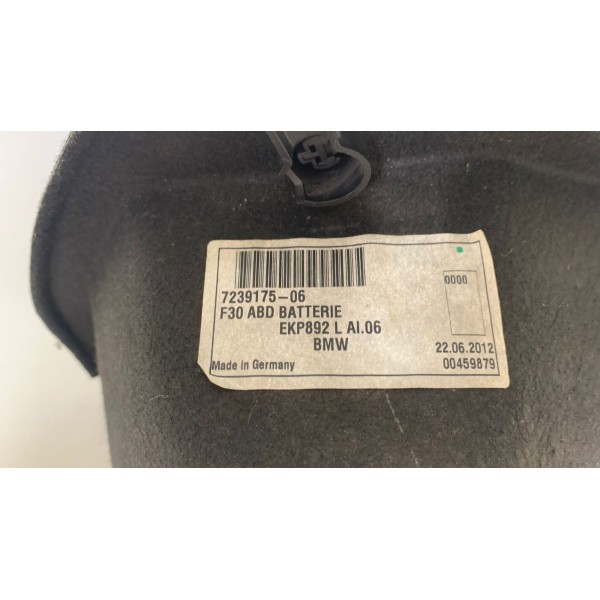 7239175-06
F30 ABD BATTERIE
EKP892 L AI.06
BMW
Made in Germany
0000
22.06.2012
00459879